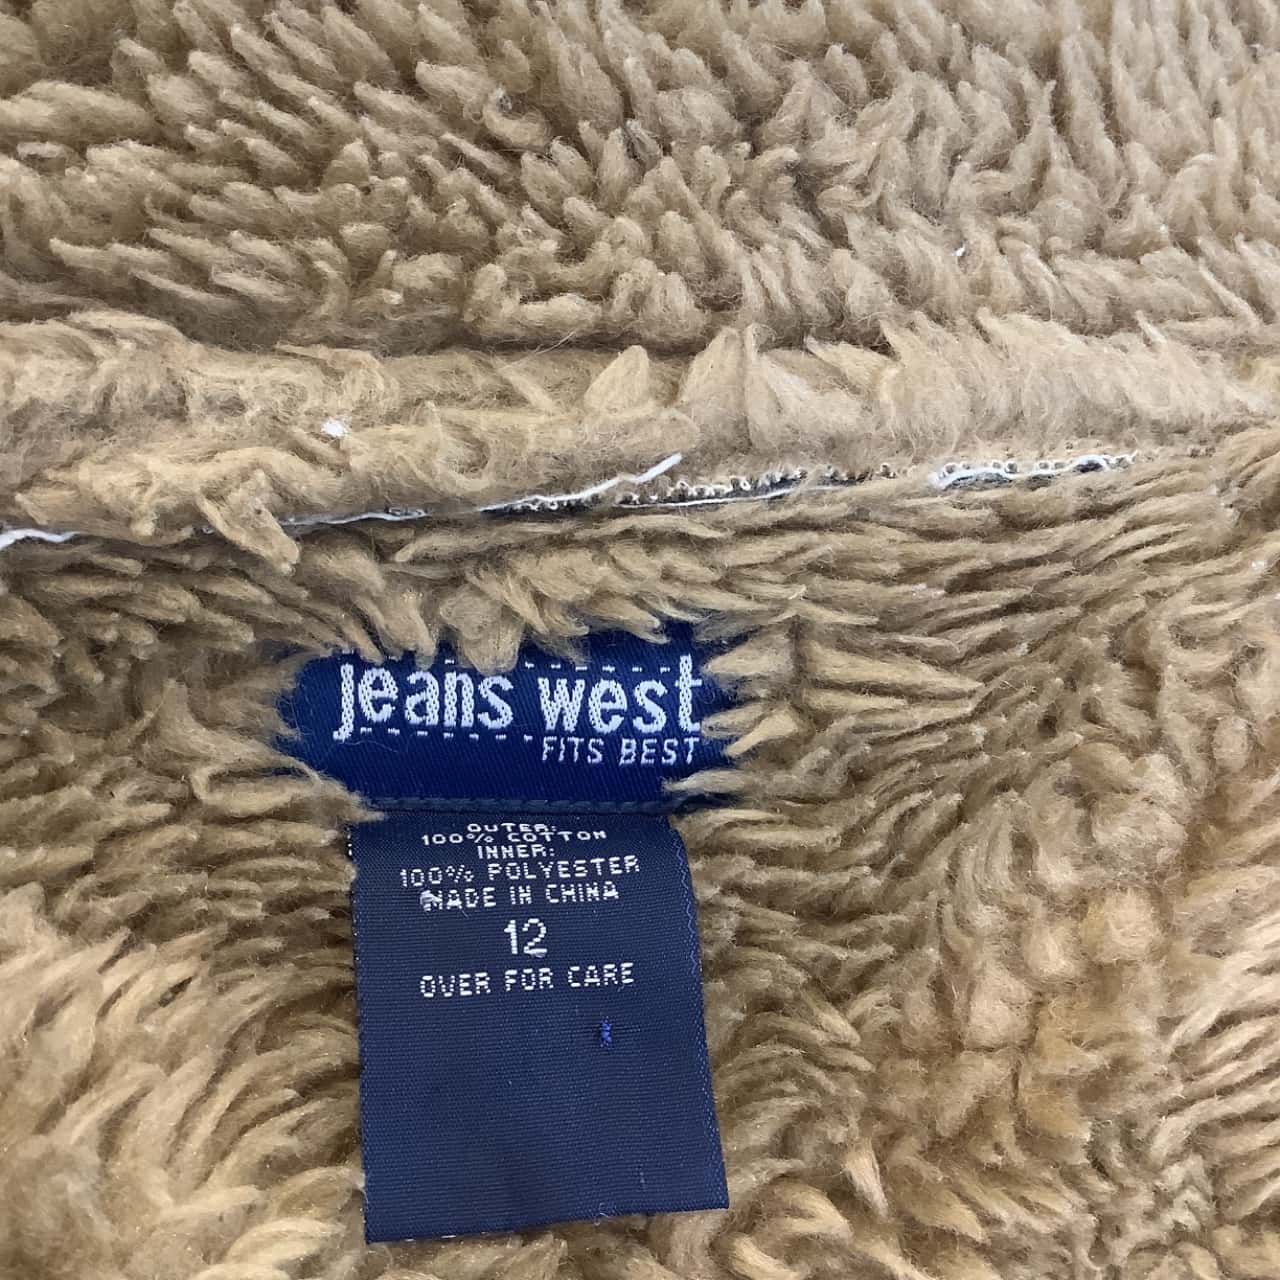 jeans west
FITS BEST
OUTER:
100% COTTON
INNER:
100% POLYESTER
MADE IN CHINA
12
OVER FOR CARE